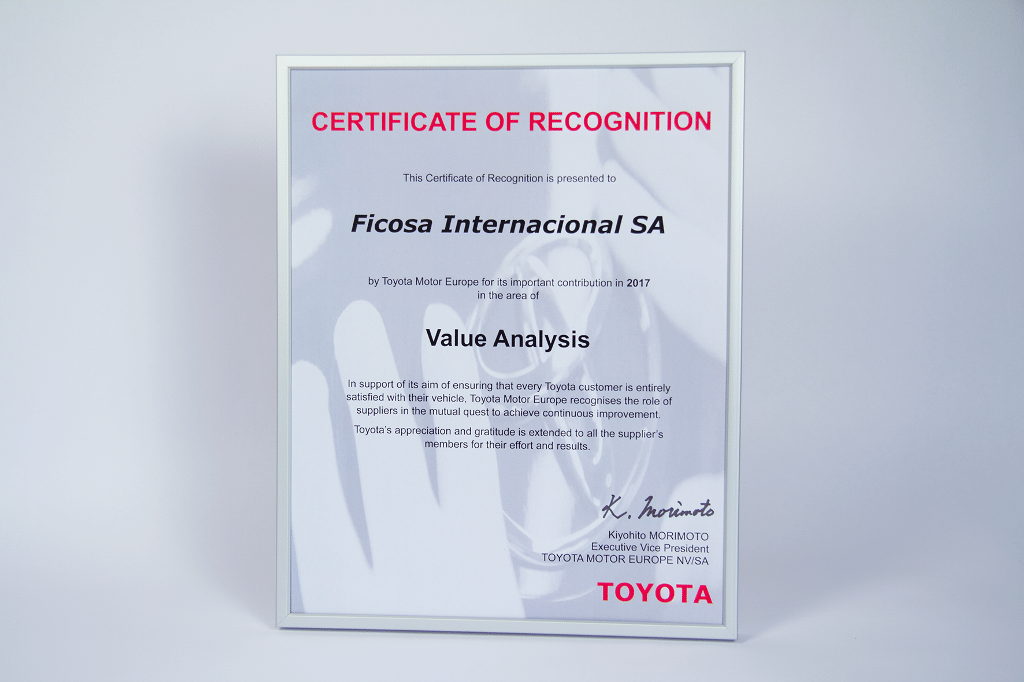 CERTIFICATE OF RECOGNITION
This Certificate of Recognition is presented to
Ficosa Internacional SA
by Toyota Motor Europe for its important contribution in 2017
in the area of
Value Analysis
In support of its aim of ensuring that every Toyota customer is entirely
satisfied with their vehicle, Toyota Motor Europe recognises the role of
suppliers in the mutual quest to achieve continuous improvement.
Toyota's appreciation and gratitude is extended to all the supplier's
members for their effort and results.
K. Morimoto
Kiyohito MORIMOTO
Executive Vice President
TOYOTA MOTOR EUROPE NV/SA
TOYOTA